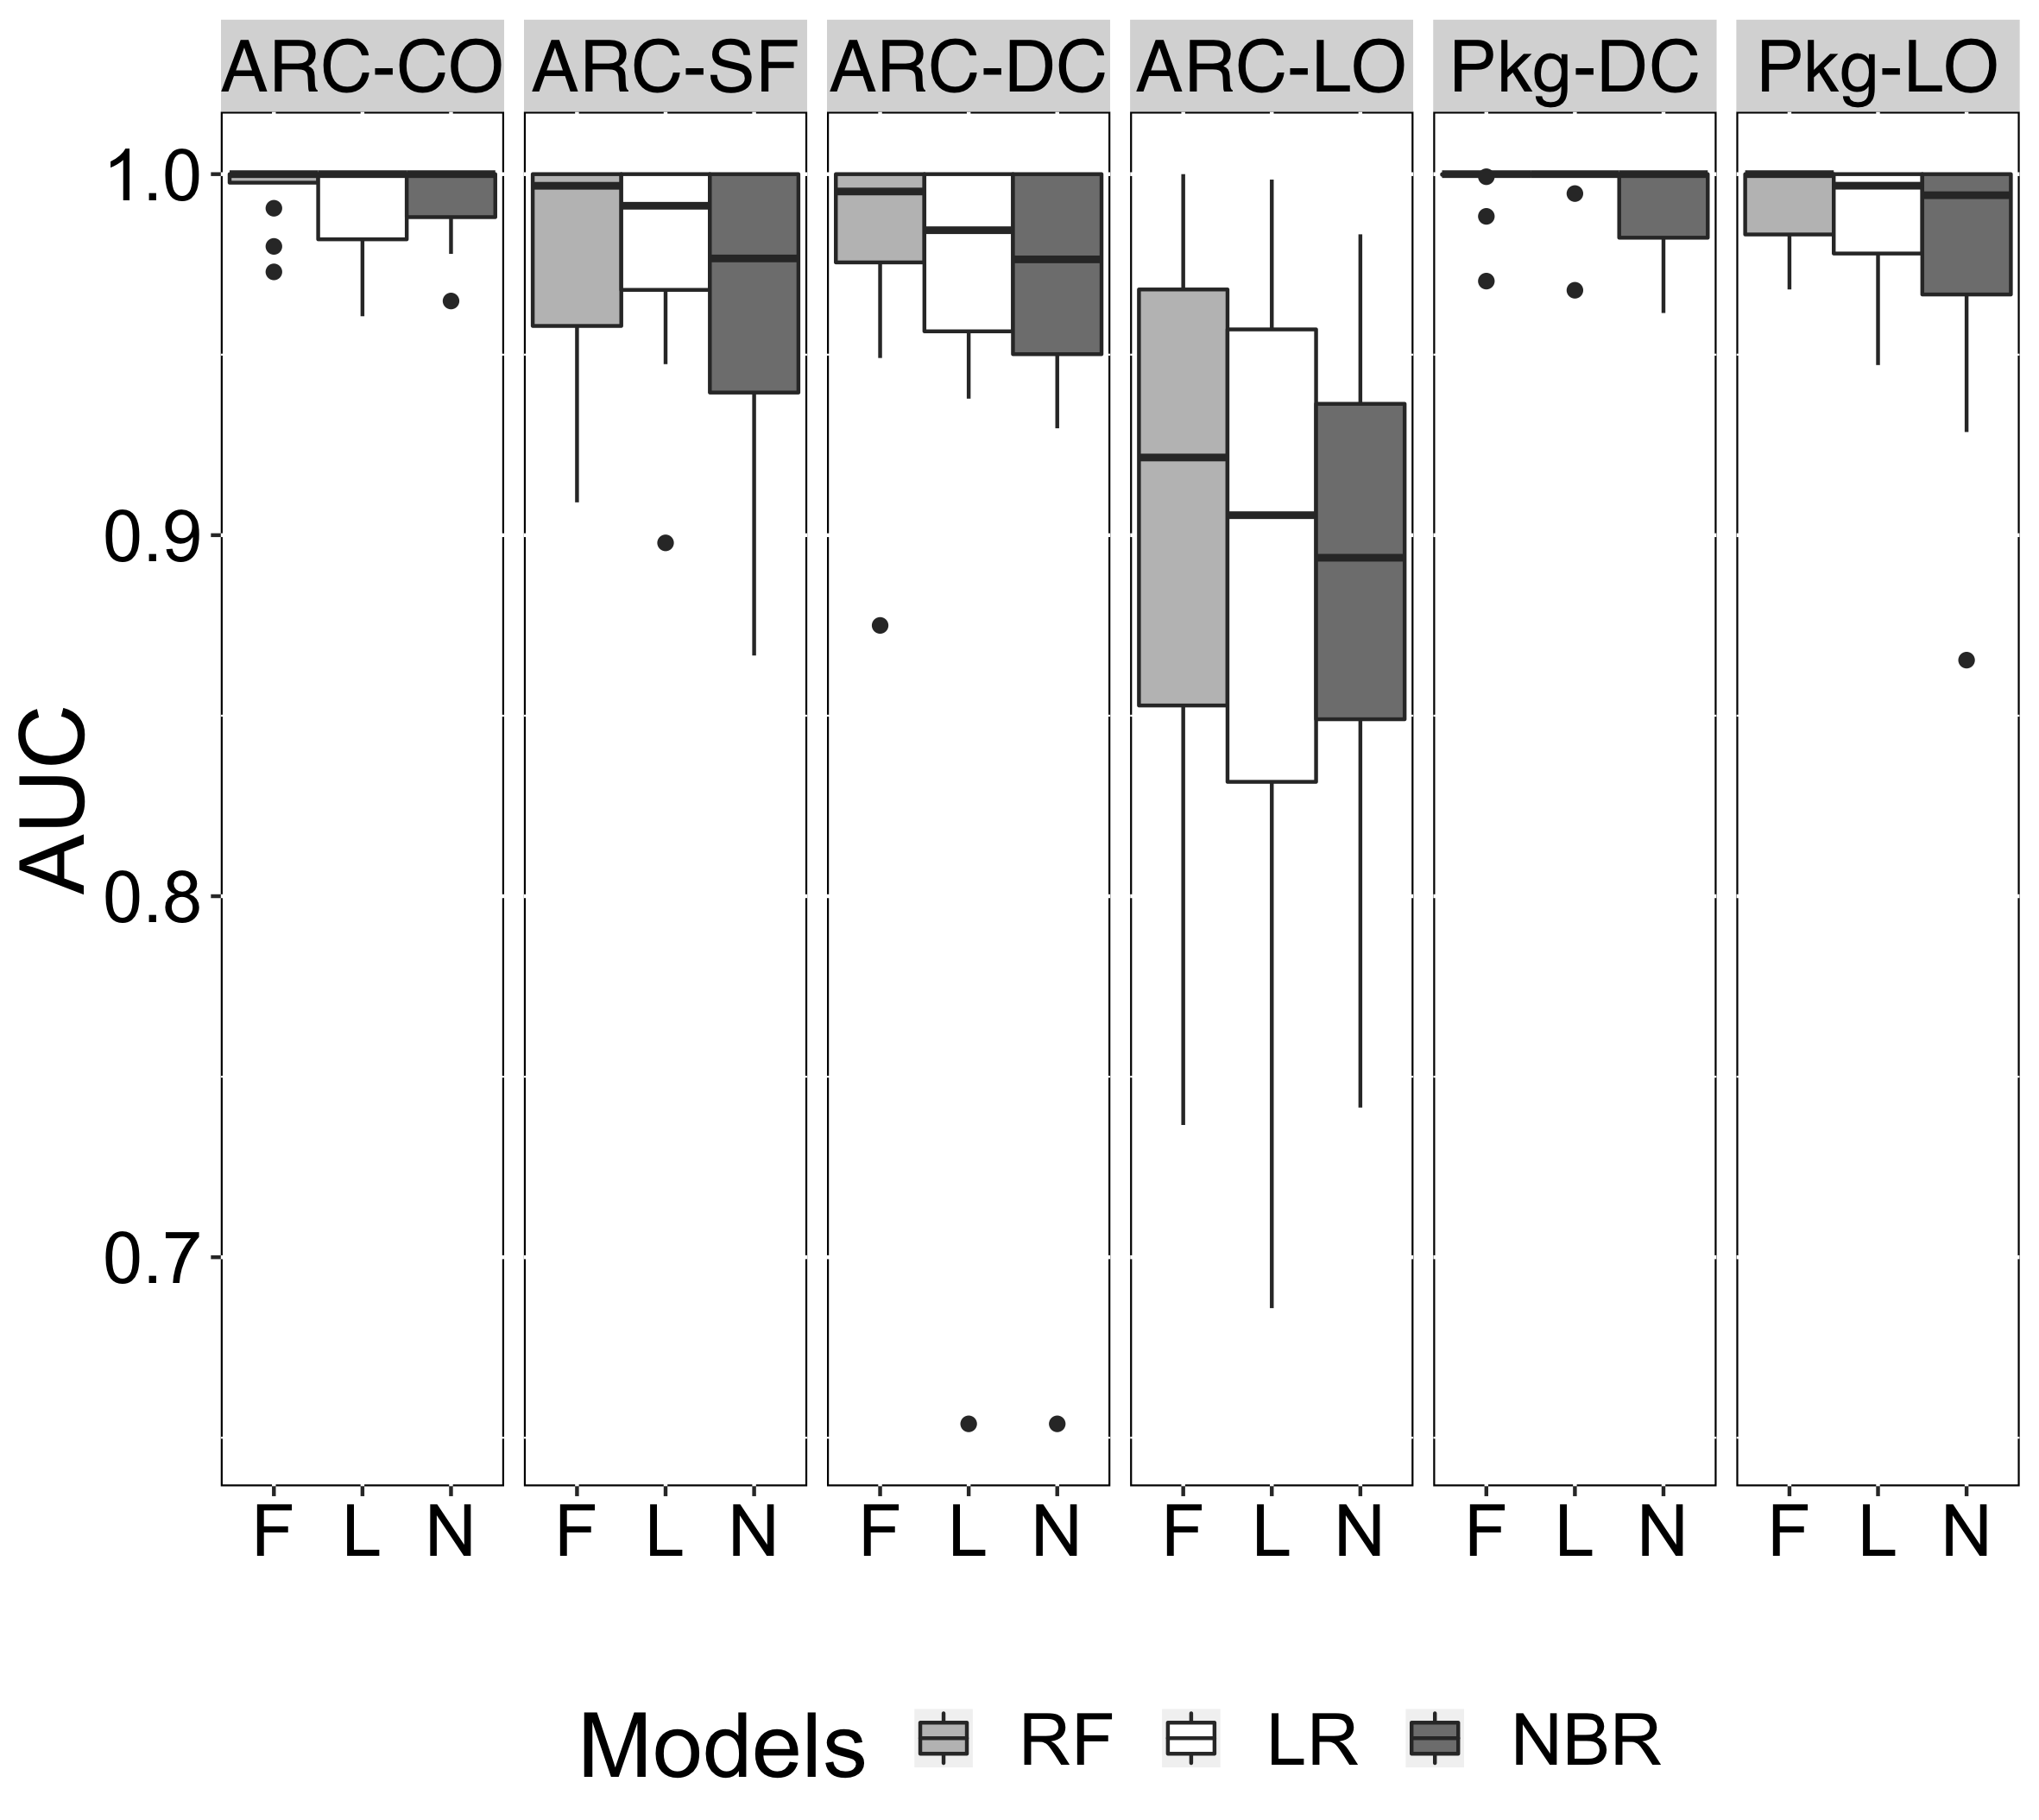 ARC-CO ARC-SF ARC-DC ARC-LO Pkg-DC Pkg-LO
1.0
0.9
0.8
0.7
AUC
F L N F L N F L N F L N F L N F L N
Models RF LR NBR